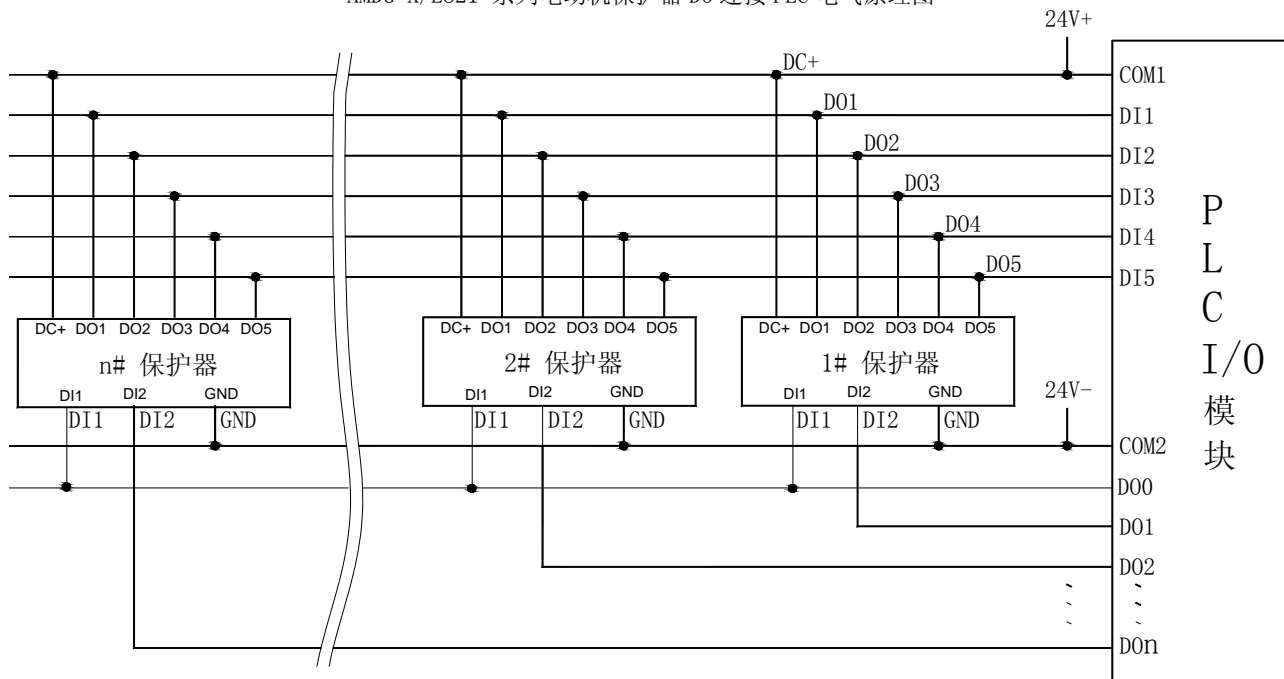 系列电动机保护器 DO 连接 PLC 电气原理图
24V+
DC+
COM1
DO1
DI1
DO2
DI2
DO3
DI3
DO4
DI4
DO5
DI5
PLC I/O 模块
DC+ DO1 DO2 DO3 DO4 DO5
n# 保护器
DI1 DI2 GND
DC+ DO1 DO2 DO3 DO4 DO5
2# 保护器
DI1 DI2 GND
DC+ DO1 DO2 DO3 DO4 DO5
1# 保护器
DI1 DI2 GND
24V-
DI1 DI2 GND
DI1 DI2 GND
DI1 DI2 GND
COM2
DO0
DO1
DO2
DOn